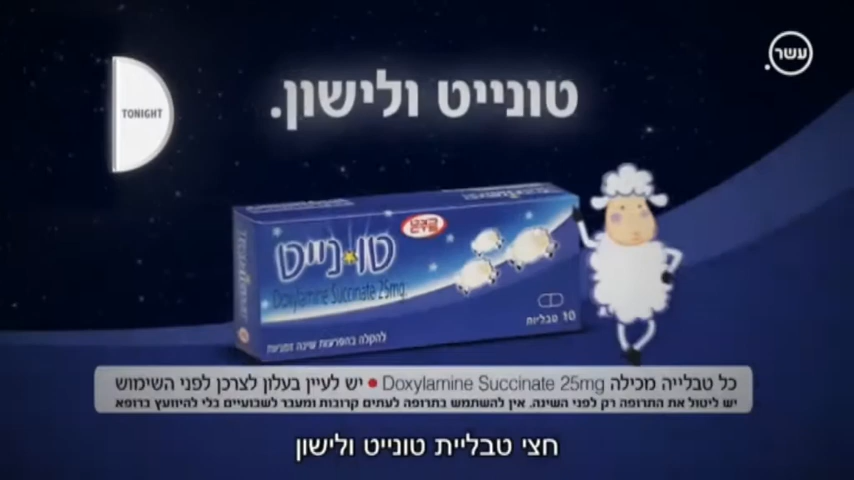 עשר
טונייט ולישון.
TONIGHT
טו·נייט
Doxylamine Succinate 25mg
להקלה בהפרעות שינה זמניות
10 טבליות
כל טבלייה מכילה Doxylamine Succinate 25mg • יש לעיין בעלון לצרכן לפני השימוש
יש ליטול את התרופה רק לפני השינה. אין להשתמש בתרופה לעתים קרובות ומעבר לשבועיים בלי להיוועץ ברופא
חצי טבליית טונייט ולישון